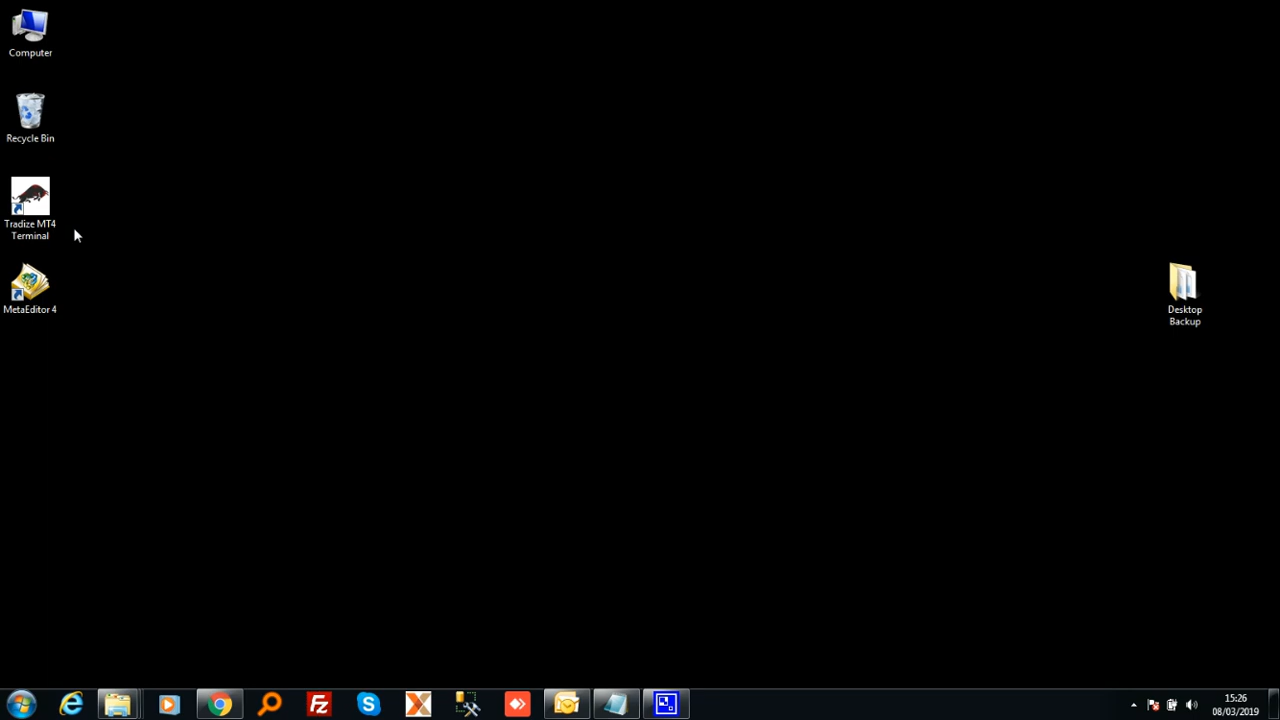 Computer
Recycle Bin
Tradize MT4
Terminal
MetaEditor 4
Desktop
Backup
15:26
08/03/2019